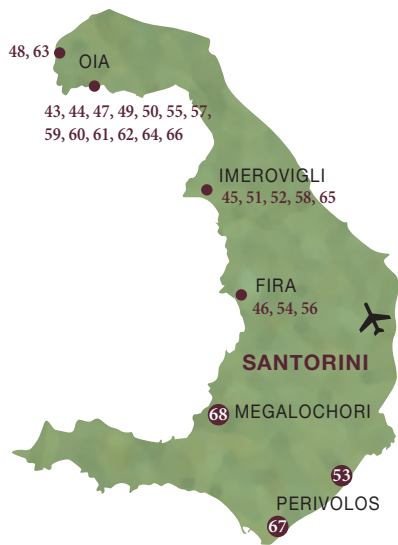 48, 63
OIA
43, 44, 47, 49, 50, 55, 57,
59, 60, 61, 62, 64, 66
IMEROVIGLI
45, 51, 52, 58, 65
FIRA
46, 54, 56
SANTORINI
68 MEGALOCHORI
53
PERIVOLOS
67